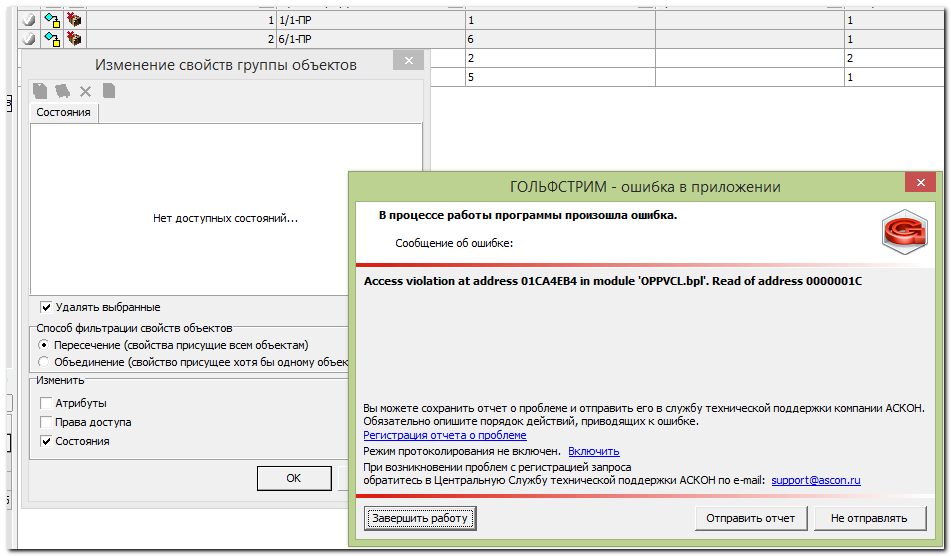 1 1/1-ПР 1 1
2 6/1-ПР 6 1
2 2
5 1
Изменение свойств группы объектов
Состояния
Нет доступных состояний...
Удалять выбранные
Способ фильтрации свойств объектов
Пересечение (свойства присущие всем объектам)
Объединение (свойство присущее хотя бы одному объек
Изменить
Атрибуты
Права доступа
Состояния
OK
ГОЛЬФСТРИМ - ошибка в приложении
В процессе работы программы произошла ошибка.
Сообщение об ошибке:
Access violation at address 01CA4EB4 in module 'OPPVCL.bpl'. Read of address 0000001C
Вы можете сохранить отчет о проблеме и отправить его в службу технической поддержки компании АСКОН.
Обязательно опишите порядок действий, приводящих к ошибке.
Регистрация отчета о проблеме
Режим протоколирования не включен. Включить
При возникновении проблем с регистрацией запроса
обратитесь в Центральную Службу технической поддержки АСКОН по e-mail: support@ascon.ru
Завершить работу
Отправить отчет
Не отправлять